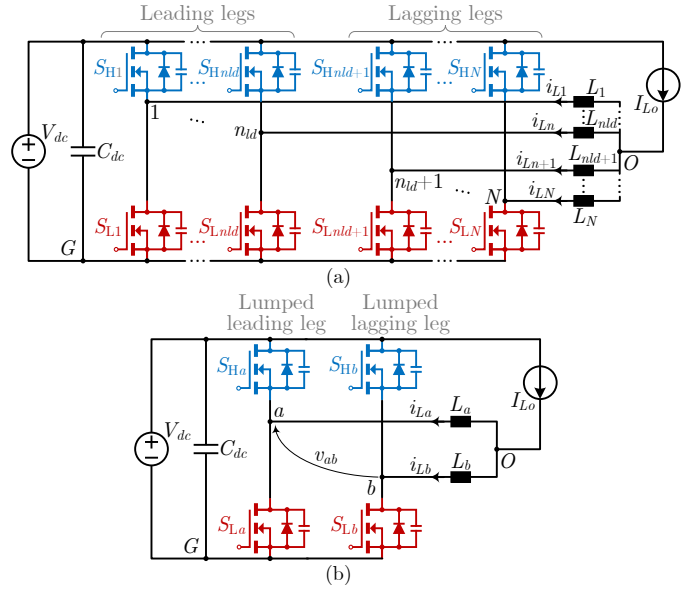 Leading legs Lagging legs
S_H1 ... S_Hnld ... S_Hnld+1 ... S_HN
i_L1 L_1 I_Lo
V_dc C_dc 1 ... n_ld i_Ln L_nld
i_Ln+1 L_nld+1 O
n_ld+1 ... N i_LN L_N
G S_L1 ... S_Lnld S_Lnld+1 ... S_LN
(a)
Lumped leading leg Lumped lagging leg
S_Ha S_Hb
i_La L_a I_Lo
V_dc C_dc a v_ab
b i_Lb L_b O
G S_La S_Lb
(b)